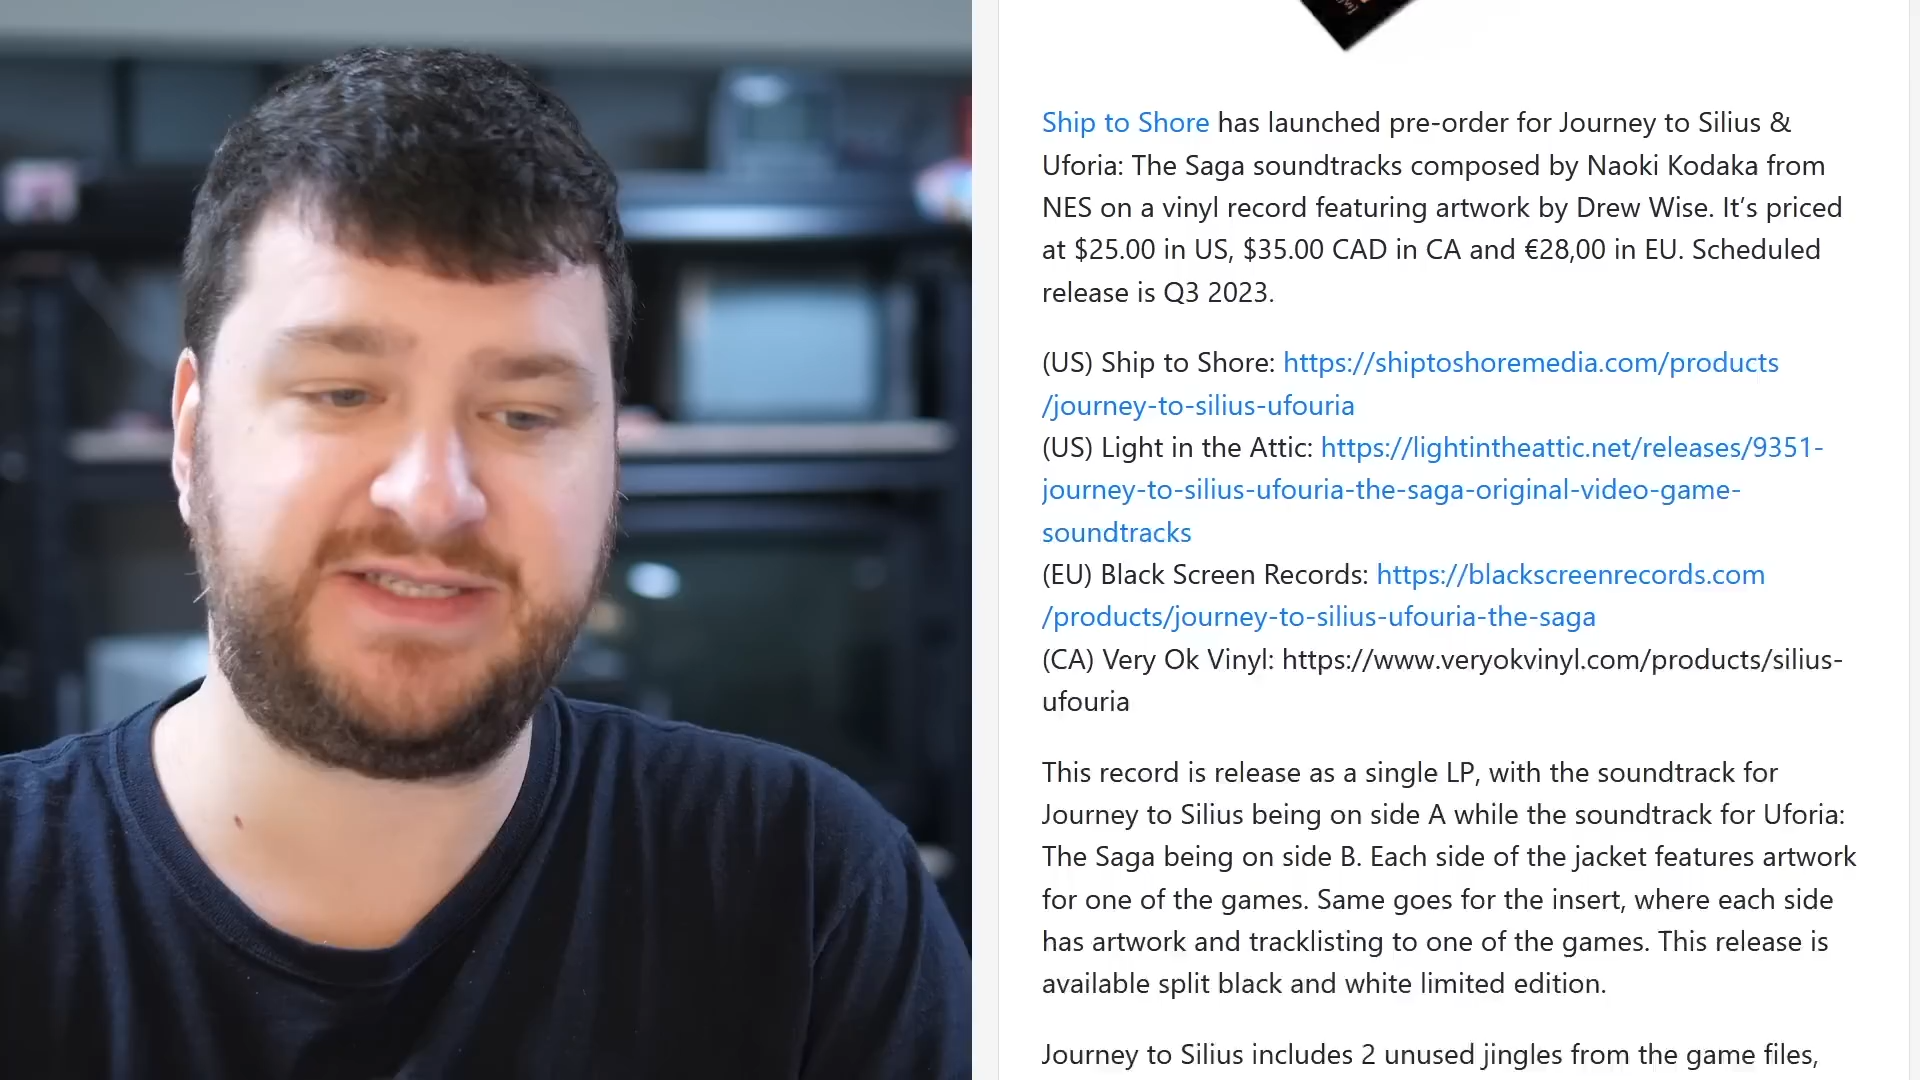 Ship to Shore has launched pre-order for Journey to Silius &
Uforia: The Saga soundtracks composed by Naoki Kodaka from
NES on a vinyl record featuring artwork by Drew Wise. It’s priced
at $25.00 in US, $35.00 CAD in CA and €28,00 in EU. Scheduled
release is Q3 2023.
(US) Ship to Shore: https://shiptoshoremedia.com/products
/journey-to-silius-ufouria
(US) Light in the Attic: https://lightintheattic.net/releases/9351-
journey-to-silius-ufouria-the-saga-original-video-game-
soundtracks
(EU) Black Screen Records: https://blackscreenrecords.com
/products/journey-to-silius-ufouria-the-saga
(CA) Very Ok Vinyl: https://www.veryokvinyl.com/products/silius-
ufouria
This record is release as a single LP, with the soundtrack for
Journey to Silius being on side A while the soundtrack for Uforia:
The Saga being on side B. Each side of the jacket features artwork
for one of the games. Same goes for the insert, where each side
has artwork and tracklisting to one of the games. This release is
available split black and white limited edition.
Journey to Silius includes 2 unused jingles from the game files,